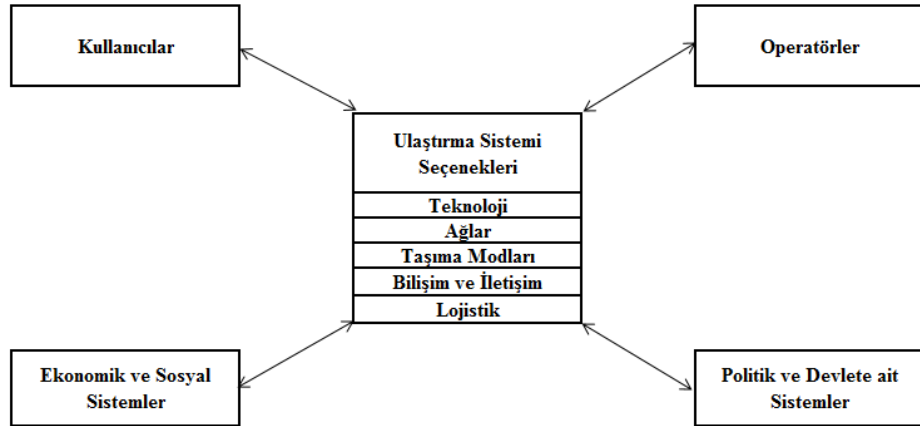 Kullanıcılar
Operatörler
Ulaştırma Sistemi
Seçenekleri
Teknoloji
Ağlar
Taşıma Modları
Bilişim ve İletişim
Lojistik
Ekonomik ve Sosyal
Sistemler
Politik ve Devlete ait
Sistemler